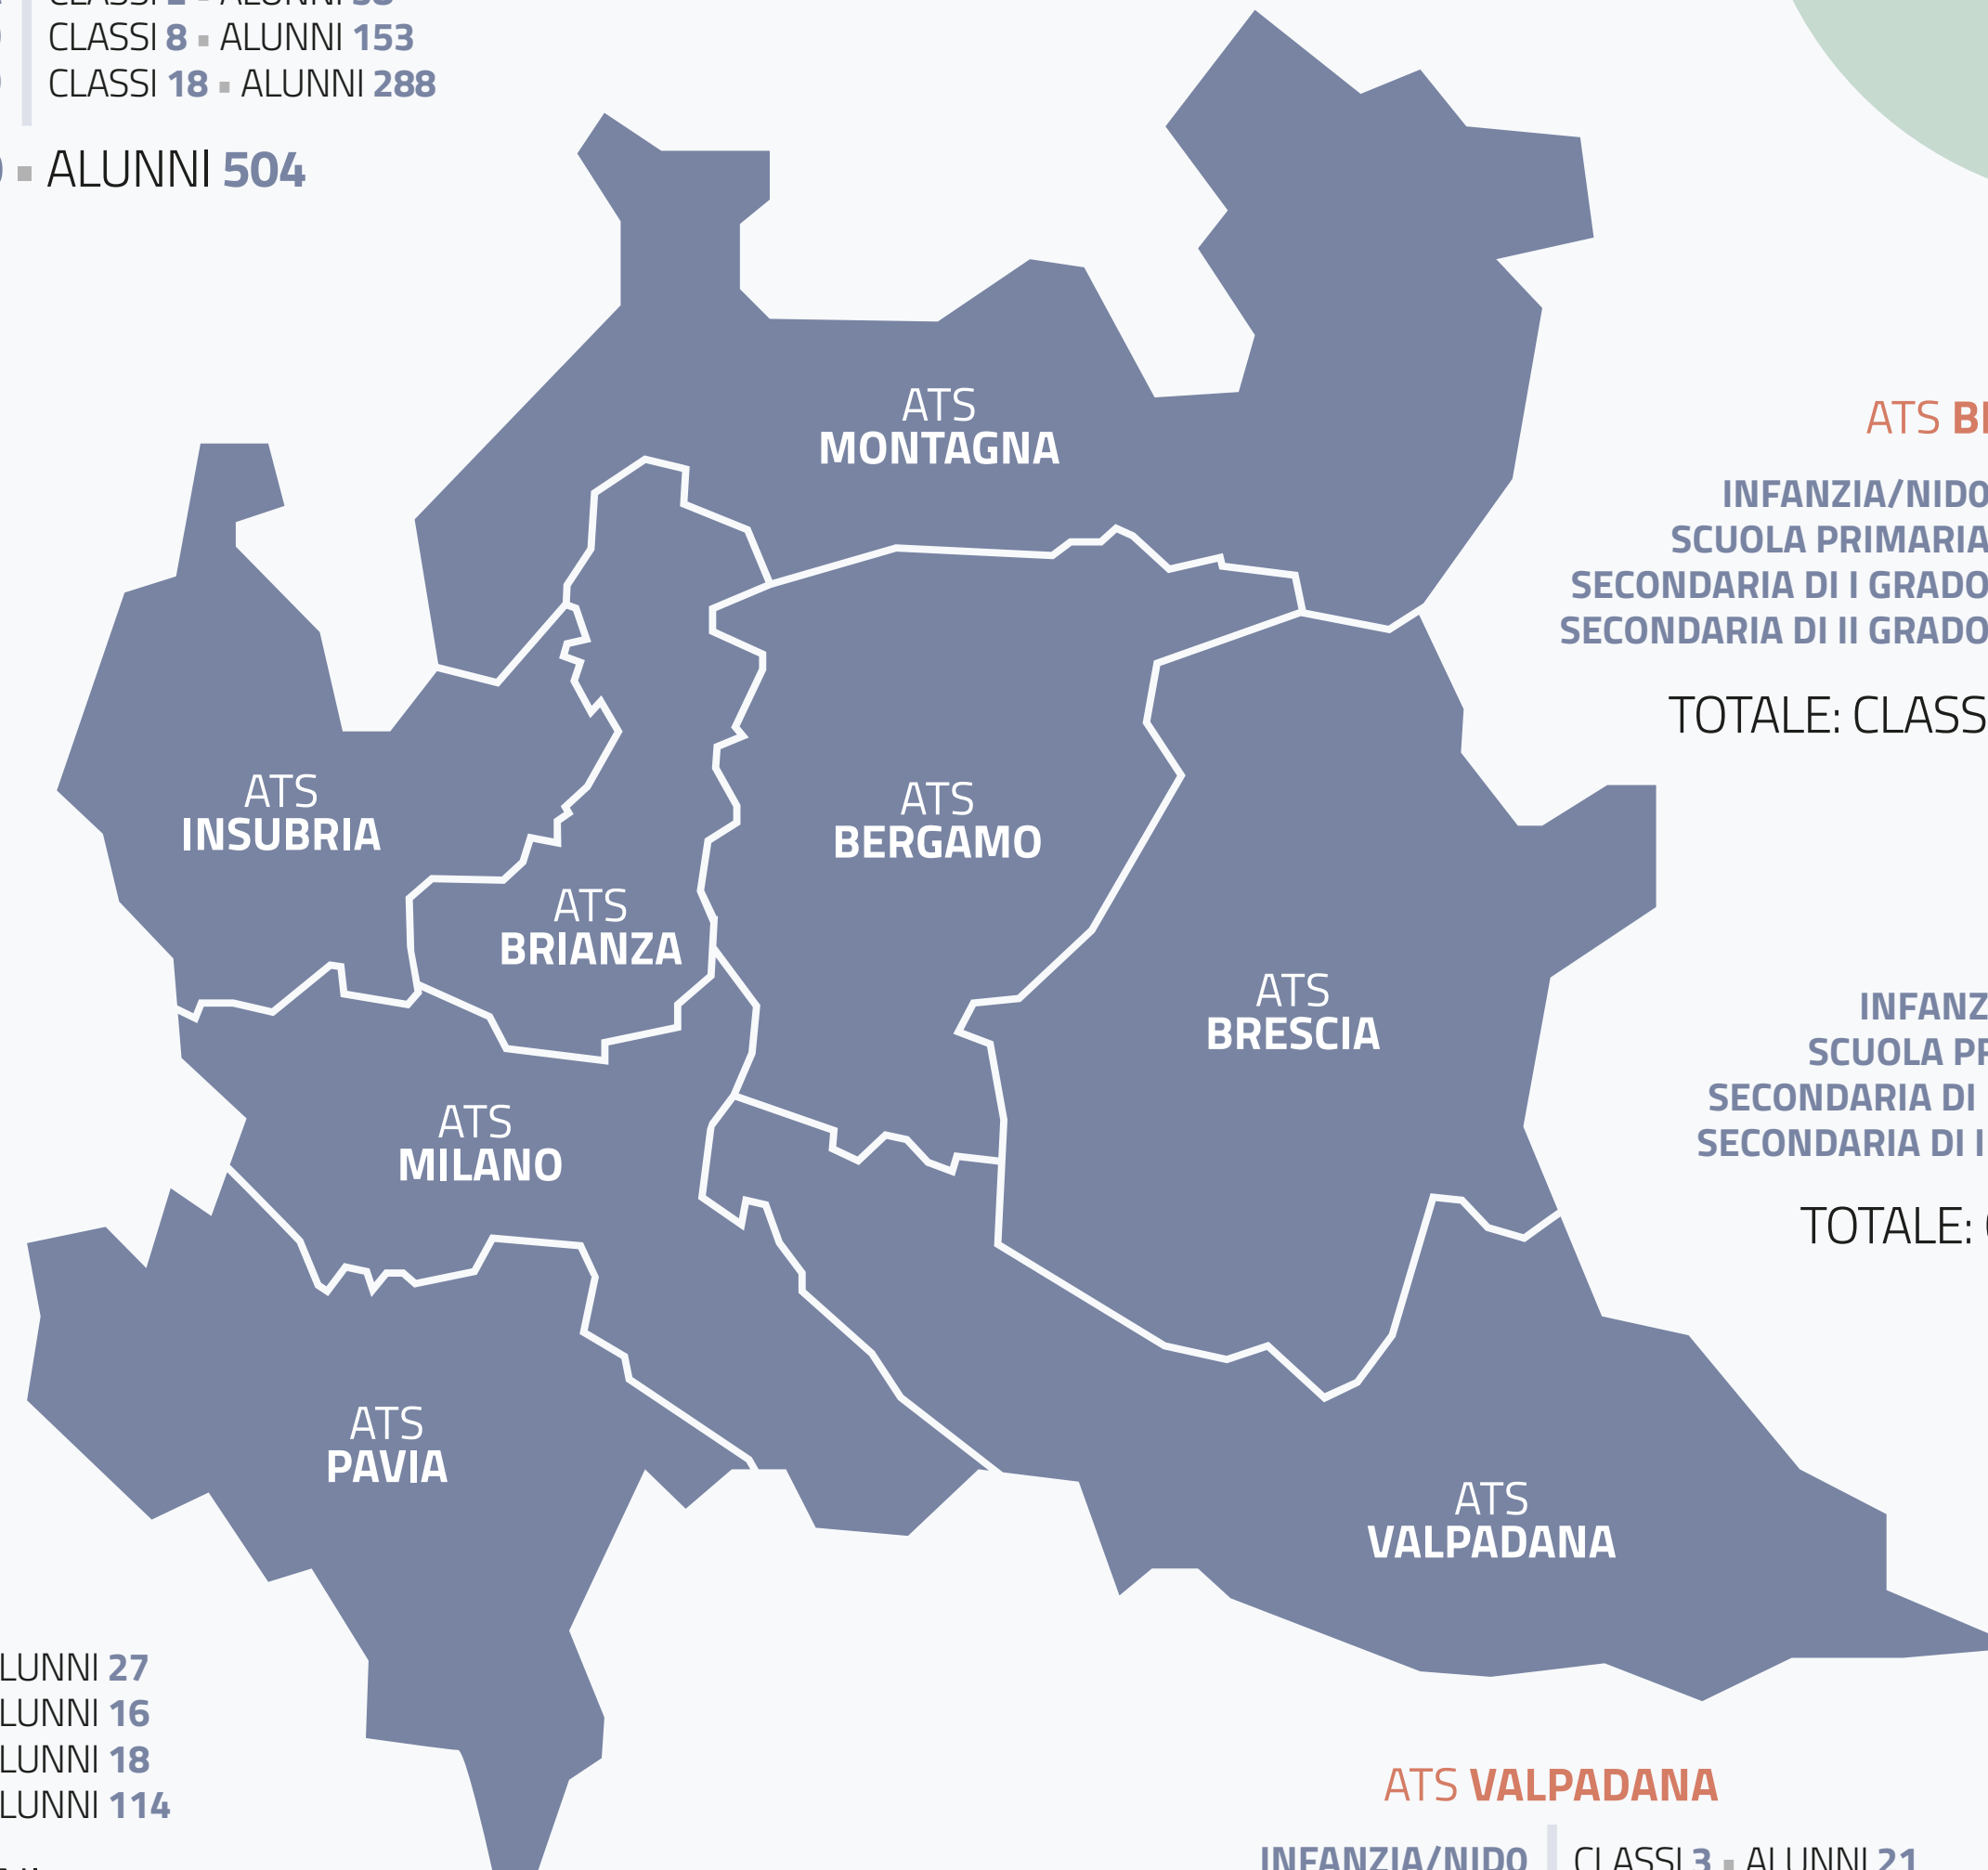 CLASSI 8 ▪ ALUNNI 153
CLASSI 18 ▪ ALUNNI 288
▪ ALUNNI 504
ATS
MONTAGNA
ATS
INFANZIA/NIDO
SCUOLA PRIMARIA
SECONDARIA DI I GRADO
SECONDARIA DI II GRADO
TOTALE: CLASS
ATS
INSUBRIA
ATS
BERGAMO
ATS
BRIANZA
ATS
BRESCIA
INFANZ
SCUOLA PR
SECONDARIA DI
SECONDARIA DI I
TOTALE:
ATS
MILANO
ATS
PAVIA
ATS
VALPADANA
LUNNI 27
LUNNI 16
LUNNI 18
LUNNI 114
ATS VALPADANA
INFANZIA/NIDO CLASSI 3 ▪ ALUNNI 21